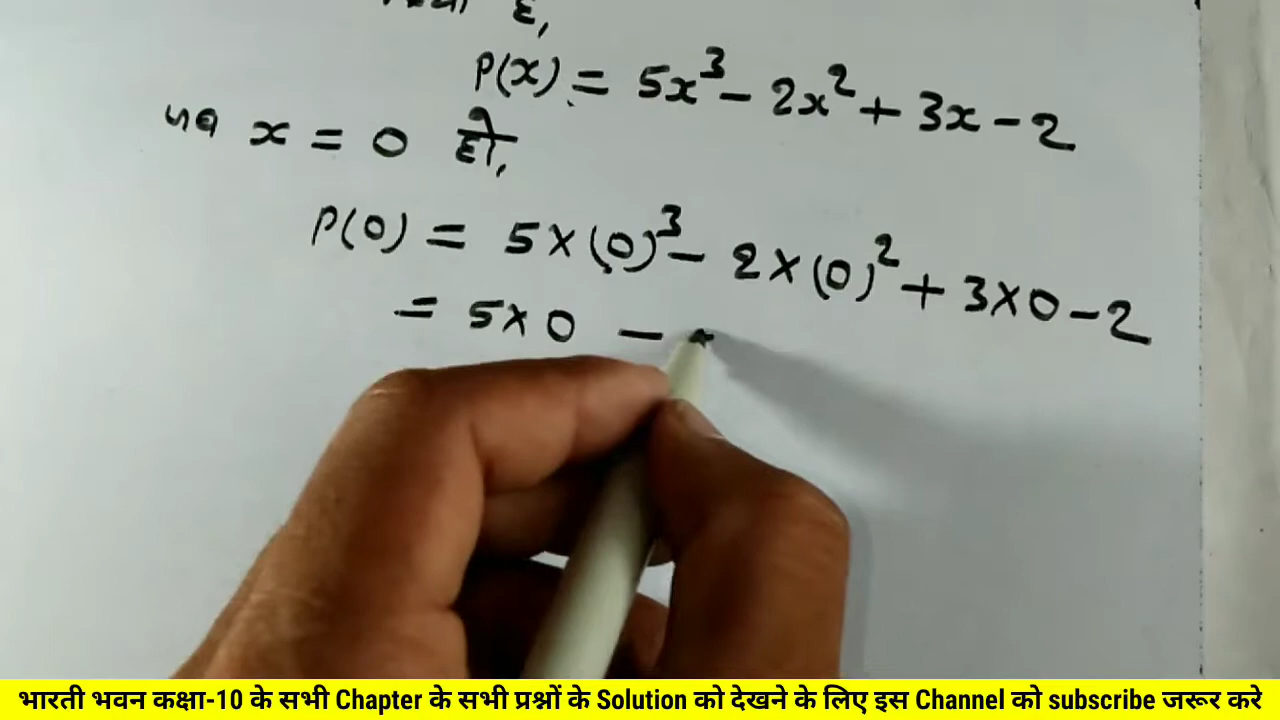 है,
P(x) = 5x³ - 2x² + 3x - 2
जब x = 0 हो,
P(0) = 5×(0)³ - 2×(0)² + 3×0 - 2
= 5×0 -
भारती भवन कक्षा-10 के सभी Chapter के सभी प्रश्नों के Solution को देखने के लिए इस Channel को subscribe जरूर करे